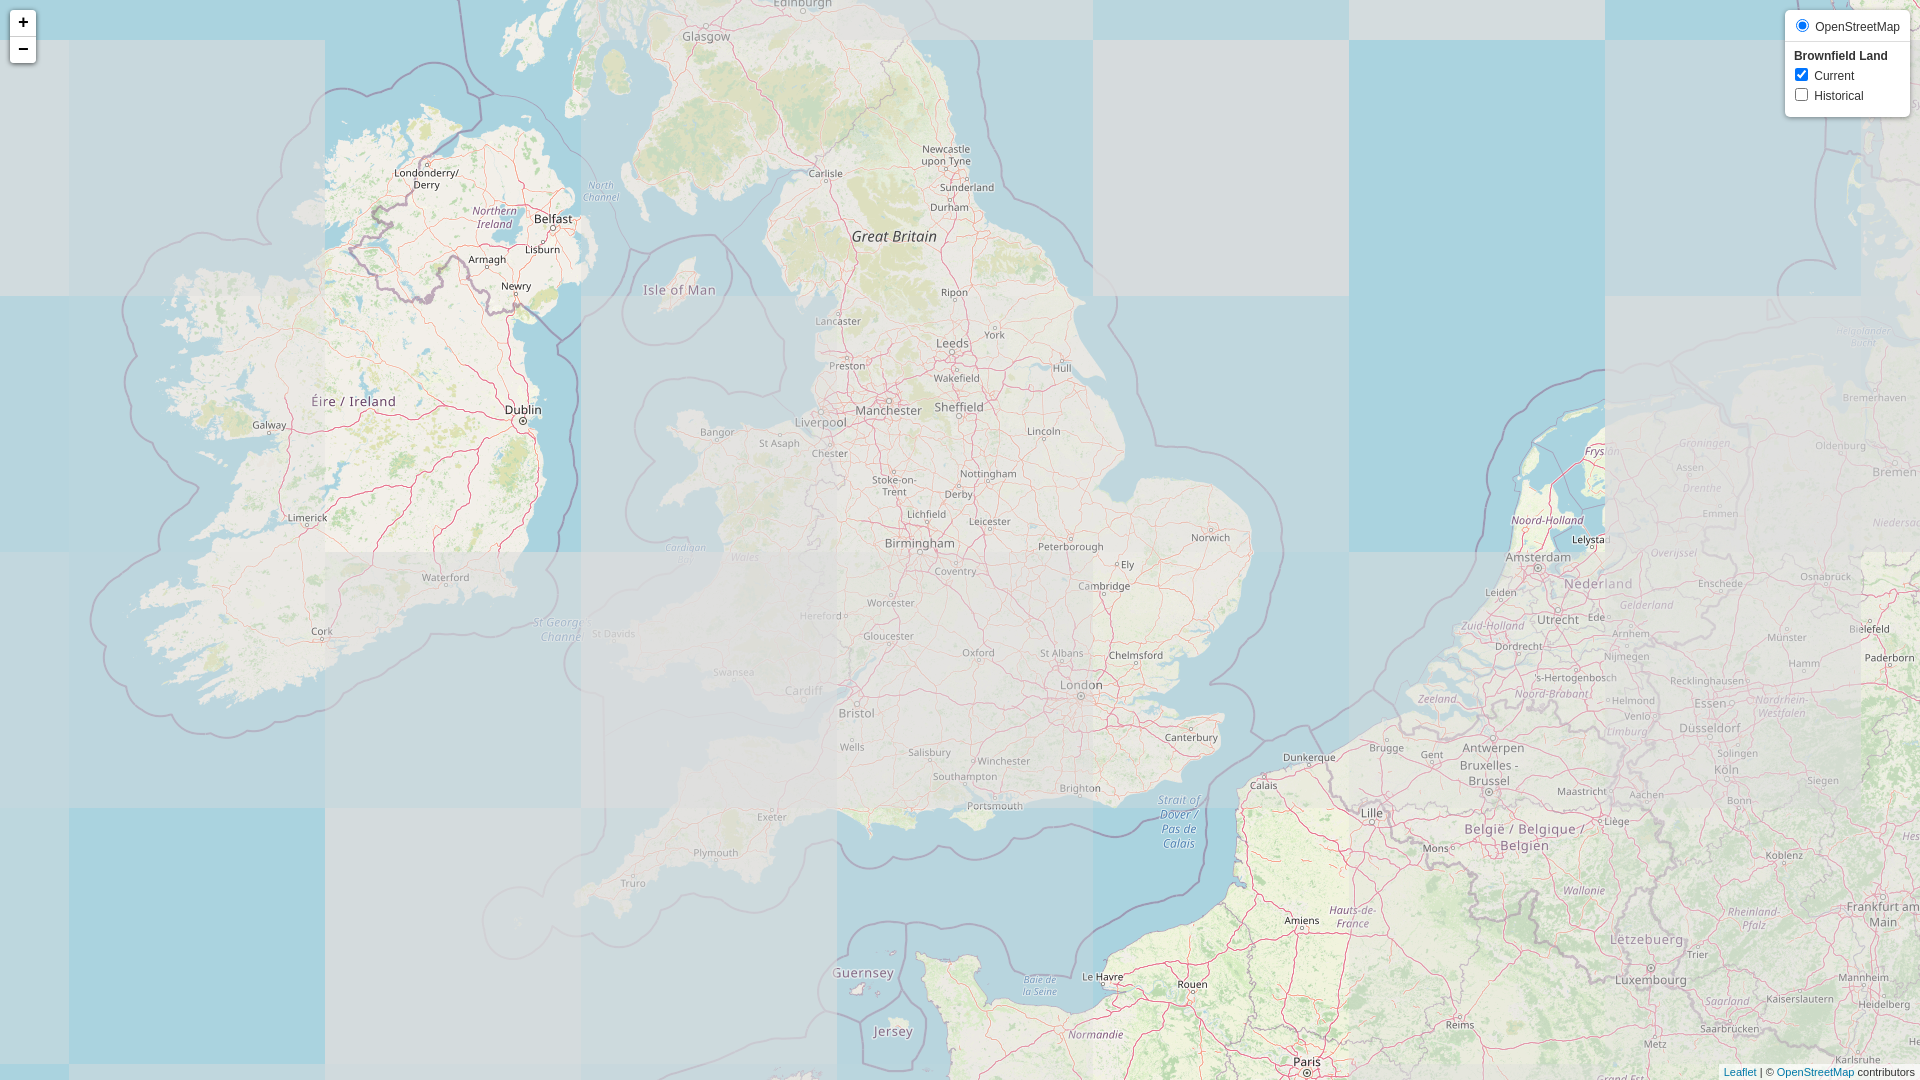 +
−
OpenStreetMap
Brownfield Land
Current
Historical
Edinburgh
Glasgow
Londonderry/
Derry
North
Channel
Northern
Ireland
Belfast
Lisburn
Armagh
Newry
Carlisle
Newcastle
upon Tyne
Sunderland
Durham
Great Britain
Isle of Man
Ripon
Lancaster
York
Leeds
Preston
Wakefield
Hull
Éire / Ireland
Dublin
Galway
Manchester
Sheffield
Liverpool
Bangor
St Asaph
Chester
Lincoln
Stoke-on-
Trent
Nottingham
Derby
Limerick
Lichfield
Leicester
Birmingham
Peterborough
Norwich
Cardigan
Bay
Wales
Coventry
Ely
Cambridge
Waterford
Worcester
Hereford
Cork
St George's
Channel
St Davids
Gloucester
Oxford
St Albans
Chelmsford
Swansea
Cardiff
London
Bristol
Canterbury
Wells
Salisbury
Winchester
Southampton
Brighton
Portsmouth
Exeter
Plymouth
Truro
Strait of
Dover /
Pas de
Calais
Dunkerque
Calais
Lille
Guernsey
Jersey
Baie de
la Seine
Le Havre
Rouen
Amiens
Hauts-de-
France
Normandie
Paris
Reims
Helgoländer
Bucht
Bremerhaven
Groningen
Oldenburg
Assen
Bremen
Drenthe
Emmen
Noord-Holland
Lelystad
Amsterdam
Overijssel
Nederland
Enschede
Osnabrück
Leiden
Gelderland
Zuid-Holland
Utrecht
Ede
Arnhem
Münster
Bielefeld
Dordrecht
Nijmegen
Hamm
Paderborn
's-Hertogenbosch
Recklinghausen
Zeeland
Noord-Brabant
Helmond
Essen
Nordrhein-
Westfalen
Venlo
Düsseldorf
Limburg
Brugge
Gent
Antwerpen
Solingen
Bruxelles -
Brussel
Köln
Siegen
Maastricht
Aachen
Bonn
Liège
België / Belgique /
Belgien
Mons
Koblenz
Wallonie
Frankfurt am
Main
Rheinland-
Pfalz
Lëtzebuerg
Trier
Luxembourg
Mannheim
Saarland
Kaiserslautern
Heidelberg
Saarbrücken
Metz
Karlsruhe
Grand Est
Leaflet | © OpenStreetMap contributors